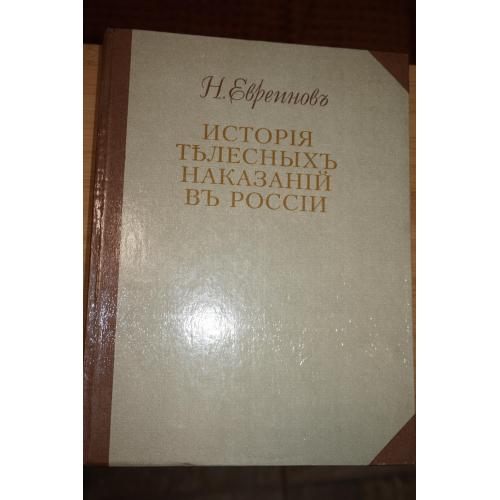 Н. Евреиновъ
ИСТОРІЯ
ТѢЛЕСНЫХЪ
НАКАЗАНІЙ
ВЪ РОССІИ